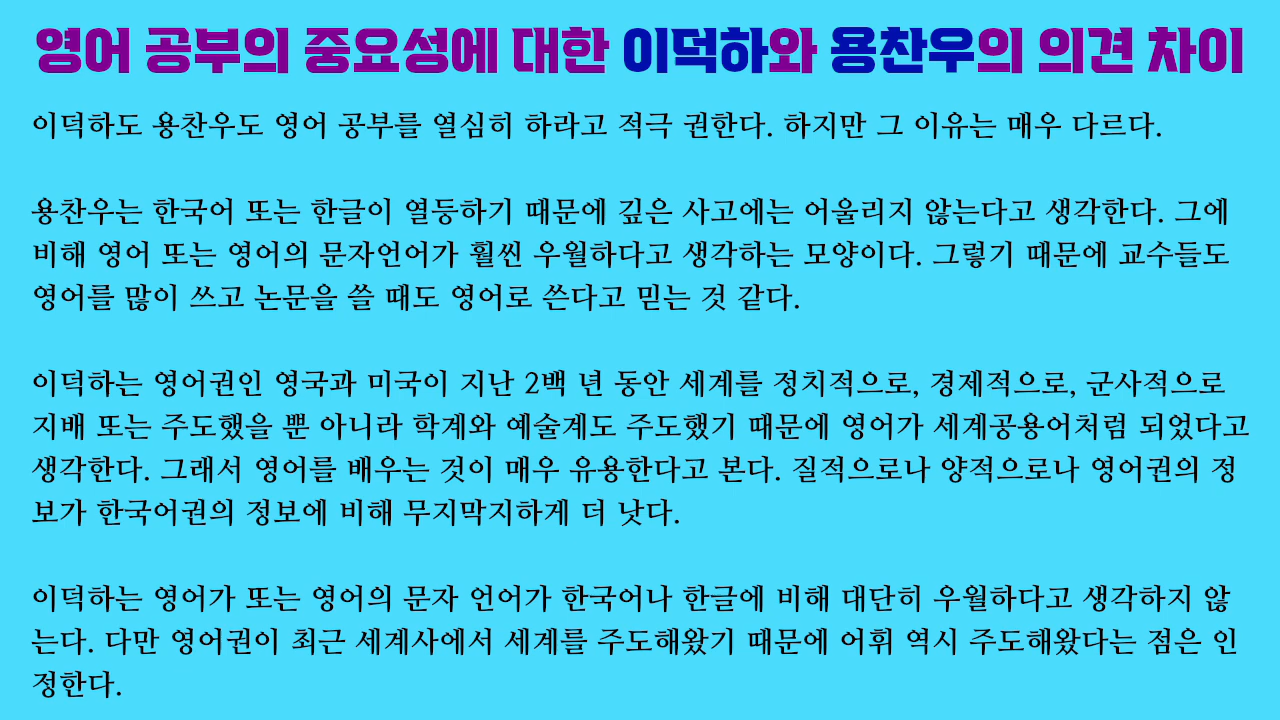 영어 공부의 중요성에 대한 이덕하와 용찬우의 의견 차이
이덕하도 용찬우도 영어 공부를 열심히 하라고 적극 권한다. 하지만 그 이유는 매우 다르다.
용찬우는 한국어 또는 한글이 열등하기 때문에 깊은 사고에는 어울리지 않는다고 생각한다. 그에
비해 영어 또는 영어의 문자언어가 훨씬 우월하다고 생각하는 모양이다. 그렇기 때문에 교수들도
영어를 많이 쓰고 논문을 쓸 때도 영어로 쓴다고 믿는 것 같다.
이덕하는 영어권인 영국과 미국이 지난 2백 년 동안 세계를 정치적으로, 경제적으로, 군사적으로
지배 또는 주도했을 뿐 아니라 학계와 예술계도 주도했기 때문에 영어가 세계공용어처럼 되었다고
생각한다. 그래서 영어를 배우는 것이 매우 유용한다고 본다. 질적으로나 양적으로나 영어권의 정
보가 한국어권의 정보에 비해 무지막지하게 더 낫다.
이덕하는 영어가 또는 영어의 문자 언어가 한국어나 한글에 비해 대단히 우월하다고 생각하지 않
는다. 다만 영어권이 최근 세계사에서 세계를 주도해왔기 때문에 어휘 역시 주도해왔다는 점은 인
정한다.